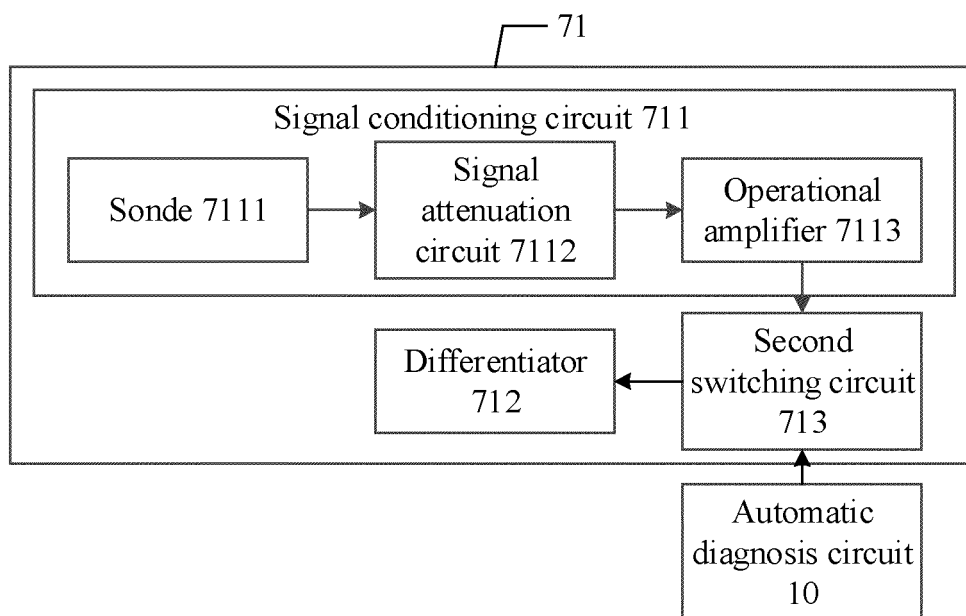 71
Signal conditioning circuit 711
Sonde 7111
Signal
attenuation
circuit 7112
Operational
amplifier 7113
Differentiator
712
Second
switching circuit
713
Automatic
diagnosis circuit
10